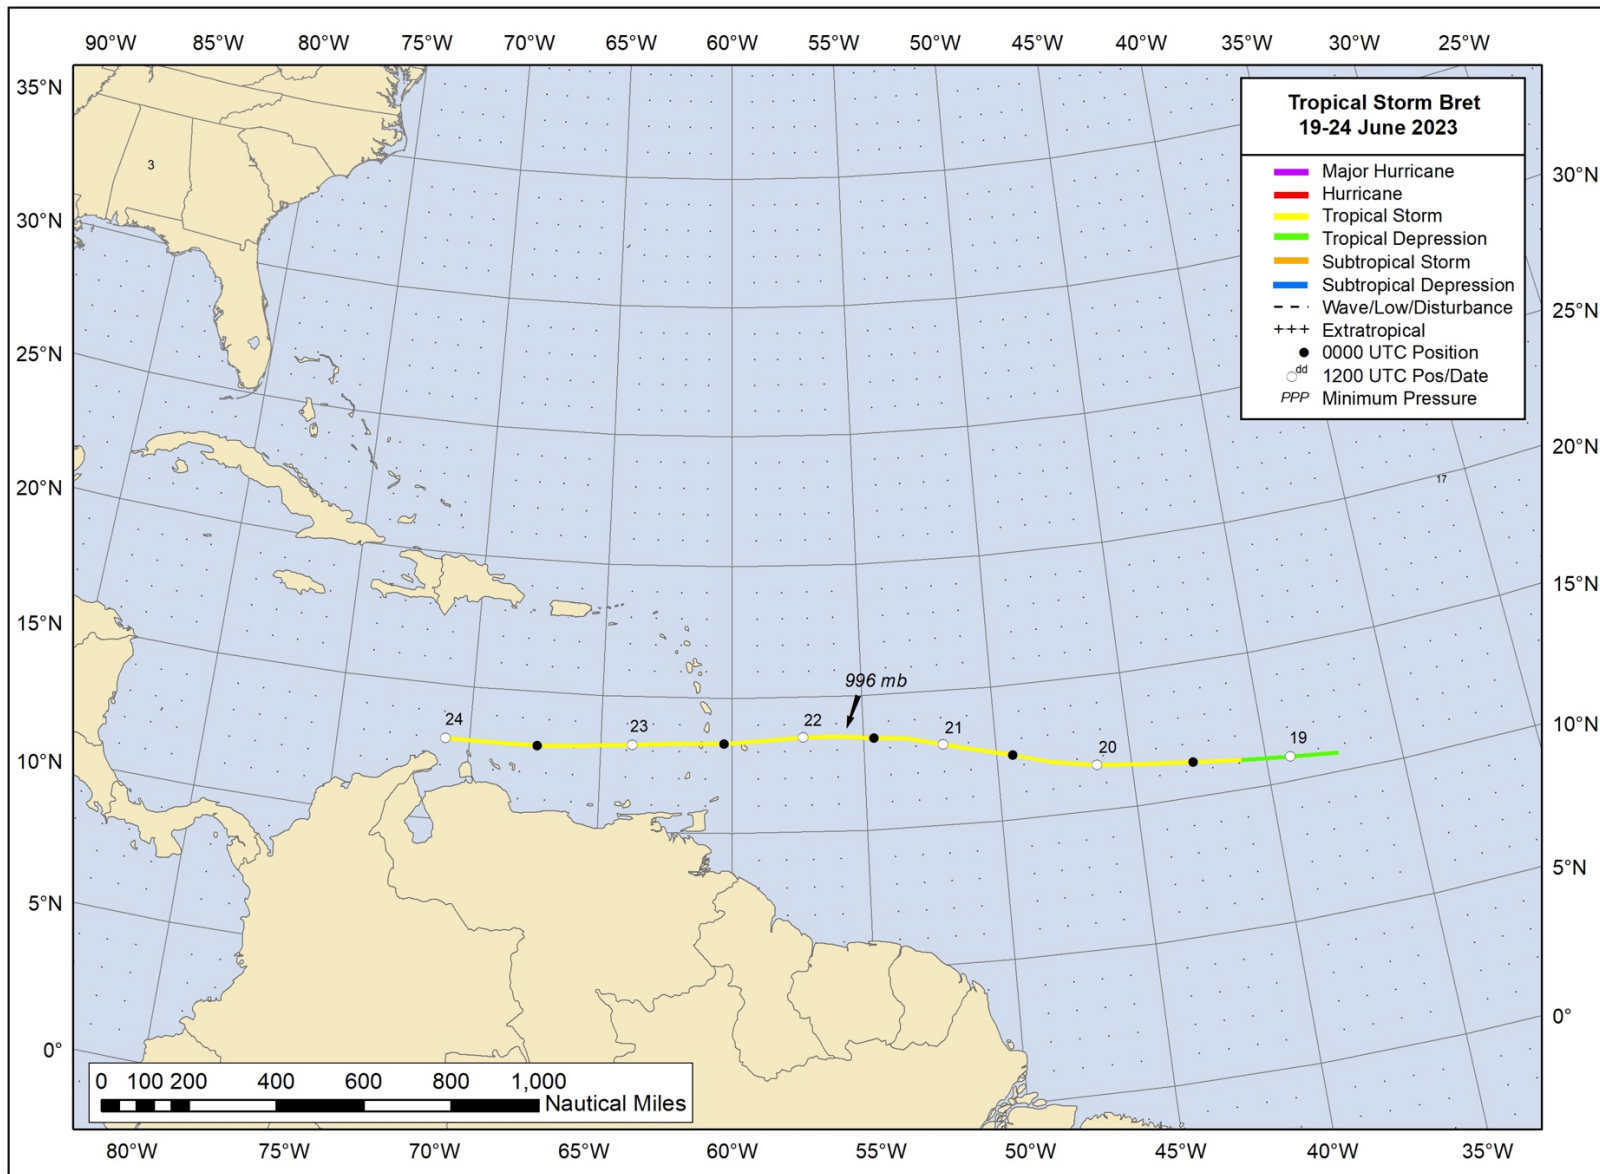 90°W 85°W 80°W 75°W 70°W 65°W 60°W 55°W 50°W 45°W 40°W 35°W 30°W 25°W
35°N
Tropical Storm Bret
19-24 June 2023
Major Hurricane
Hurricane
Tropical Storm
Tropical Depression
Subtropical Storm
Subtropical Depression
Wave/Low/Disturbance
+++ Extratropical
0000 UTC Position
dd 1200 UTC Pos/Date
PPP Minimum Pressure
3
30°N
30°N
25°N
25°N
20°N
20°N
17
15°N
15°N
996 mb
24 23 22 21 20 19
10°N
10°N
5°N
5°N
0°
0°
0 100 200 400 600 800 1,000
Nautical Miles
80°W 75°W 70°W 65°W 60°W 55°W 50°W 45°W 40°W 35°W